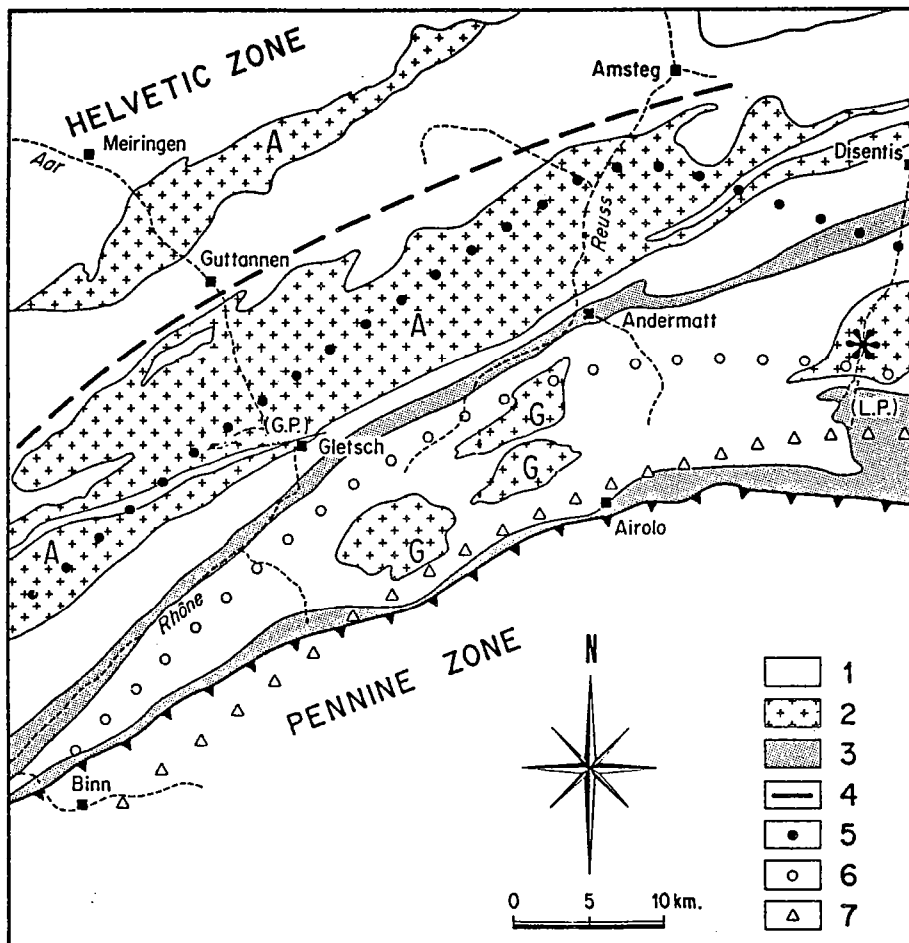 HELVETIC ZONE
Amsteg
Meiringen
A
Aar
Disentis
Reuss
Guttannen
A
Andermatt
(G.P.)
Gletsch
G
(L.P.)
G
Airolo
A
G
Rhône
PENNINE ZONE
N
1
2
3
4
5
6
7
Binn
0 5 10 km.